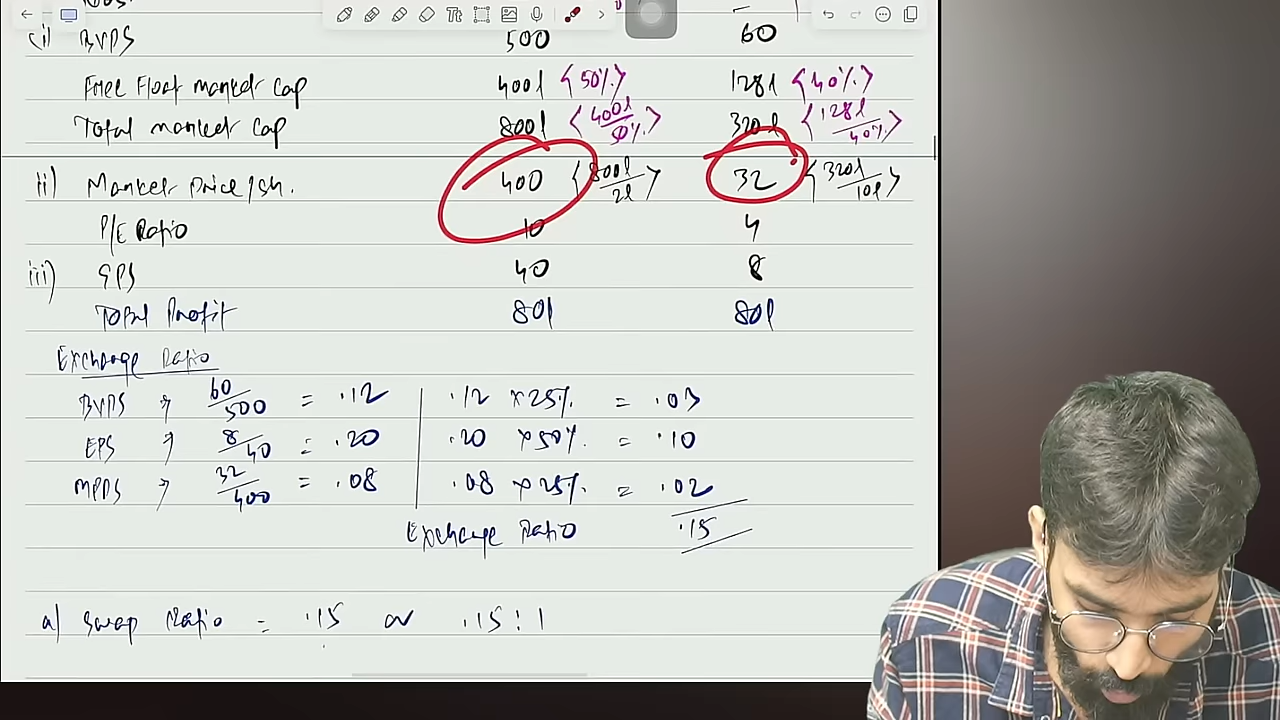 (i) BVPS 500 60
Free Float market Cap 400l <50%> 128l <40%>
Total market Cap 800l <400l/50%> 320l <128l/40%>
ii) Market Price/sh. 400 <800l/2l> 32 <320l/10l>
P/E Ratio 10 4
iii) EPS 40 8
Total Profit 80l 80l
Exchange Ratio
BVPS → 60/500 = .12 .12 × 25% = .03
EPS → 8/40 = .20 .20 × 50% = .10
MPPS → 32/400 = .08 .08 × 25% = .02
Exchange Ratio .15
a) Swap Ratio = .15 or .15:1